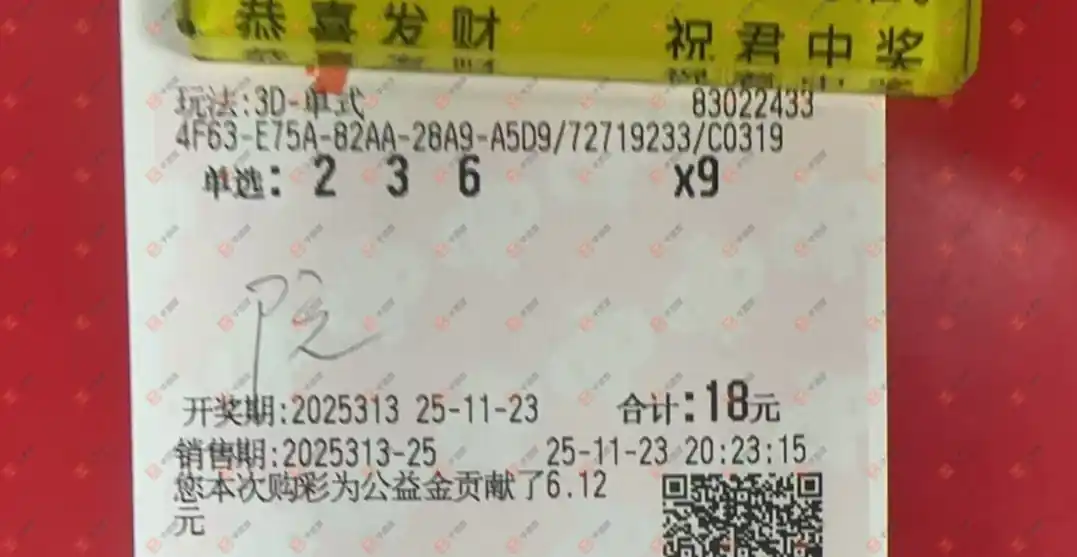 恭喜发财 祝君中奖
玩法:3D-单式 83022433
4F63-E75A-82AA-28A9-A5D9/72719233/C0319
单选: 2 3 6 x9
开奖期:2025313 25-11-23 合计:18元
销售期:2025313-25 25-11-23 20:23:15
您本次购彩为公益金贡献了6.12
元